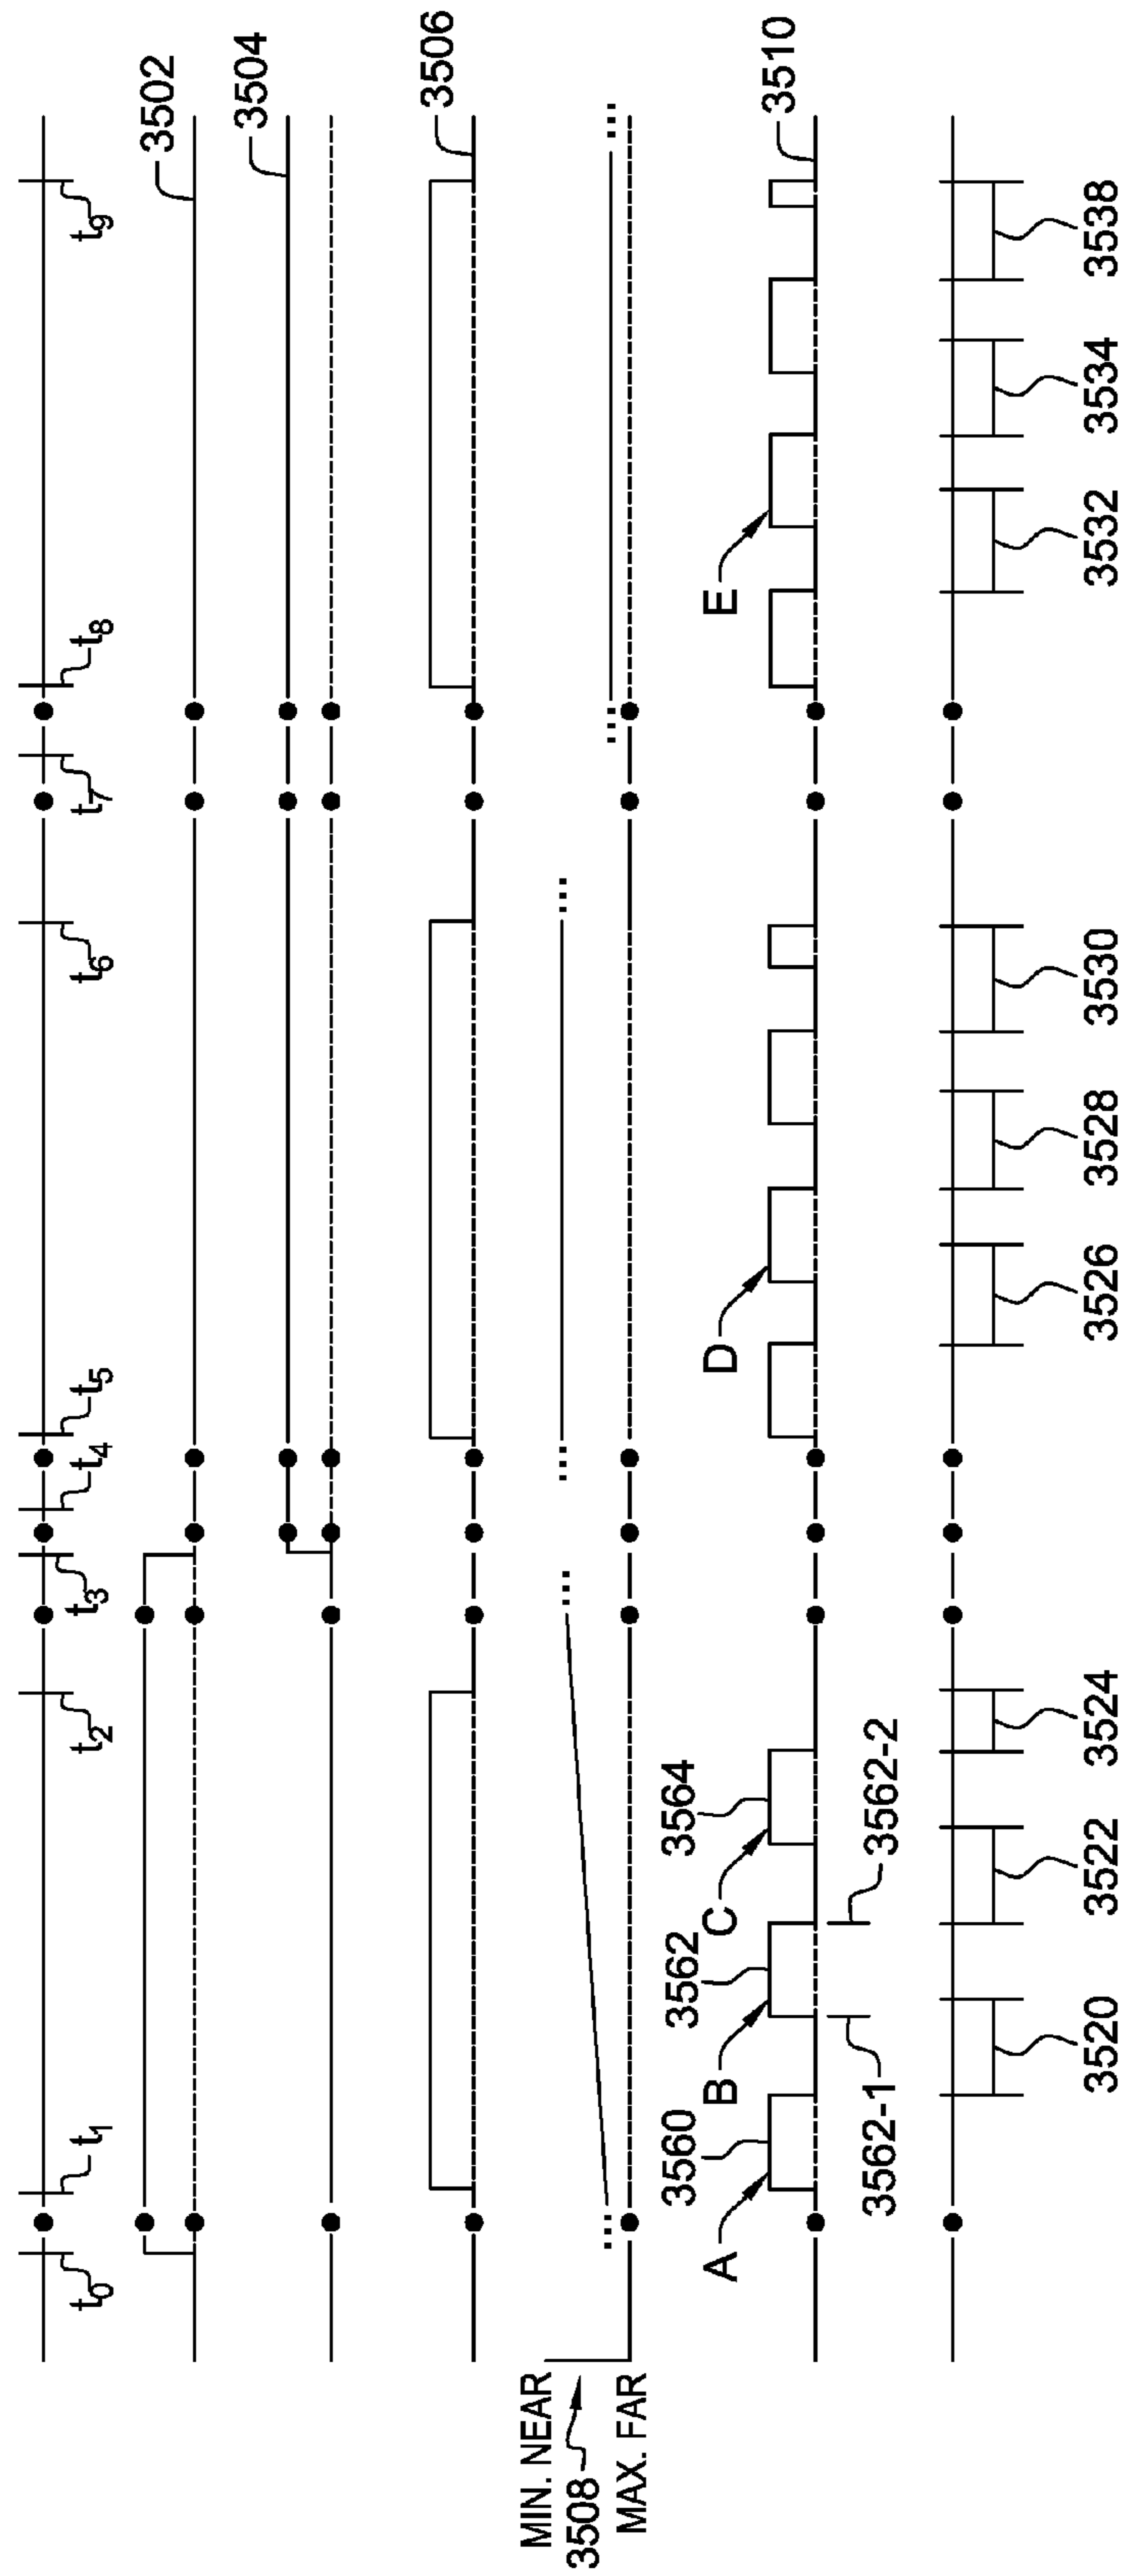 t0
t1
t2
t3
t4
t5
t6
t7
t8
t9
3502
3504
3506
MIN. NEAR
3508
MAX. FAR
3510
A
3560
B
3562
C
3564
D
E
3562-1
3562-2
3520
3522
3524
3526
3528
3530
3532
3534
3538